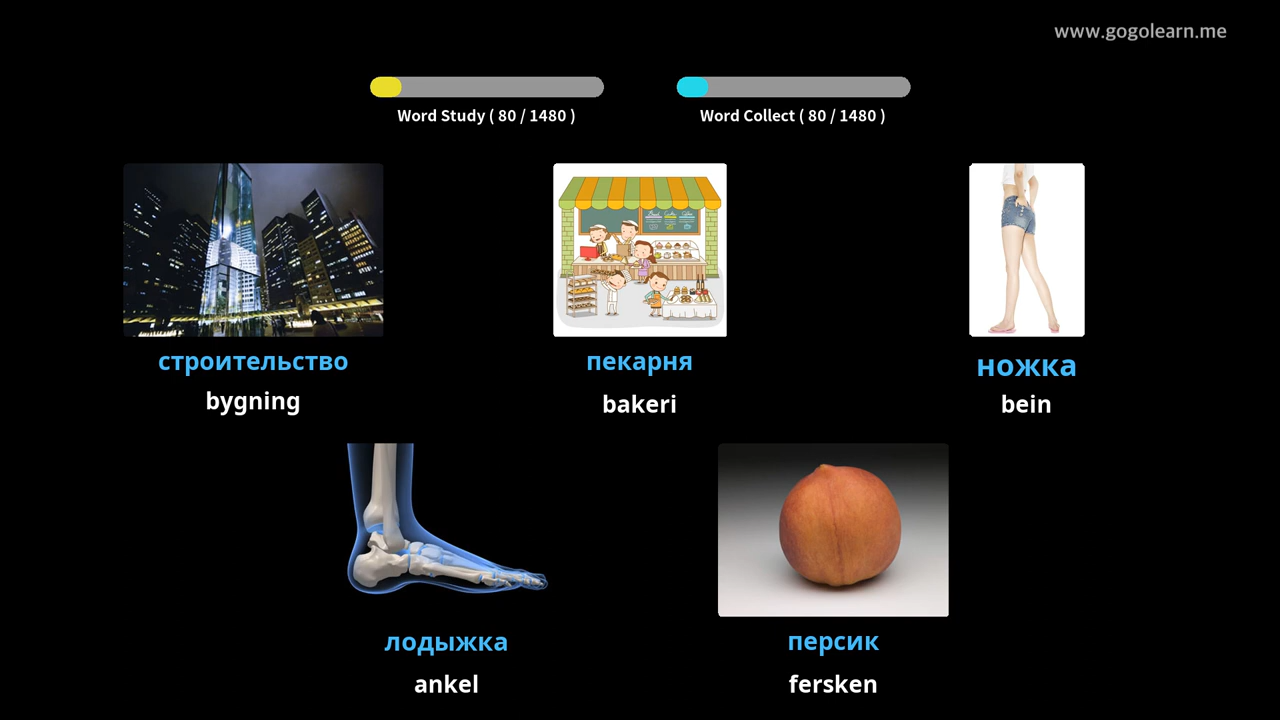 www.gogolearn.me
Word Study ( 80 / 1480 )
Word Collect ( 80 / 1480 )
строительство
bygning
пекарня
bakeri
ножка
bein
лодыжка
ankel
персик
fersken